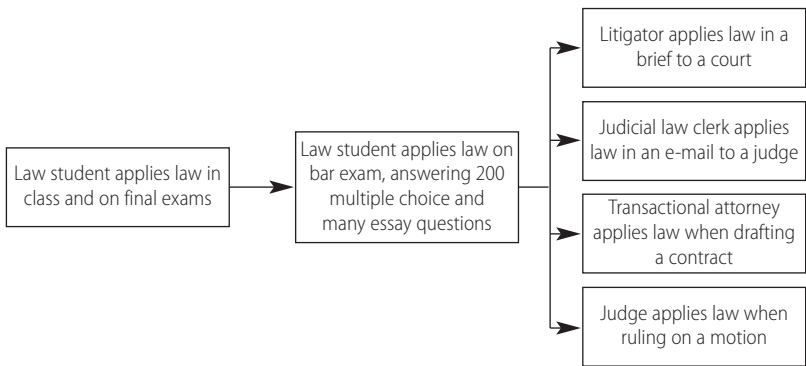 Law student applies law in
class and on final exams
Law student applies law on
bar exam, answering 200
multiple choice and
many essay questions
Litigator applies law in a
brief to a court
Judicial law clerk applies
law in an e-mail to a judge
Transactional attorney
applies law when drafting
a contract
Judge applies law when
ruling on a motion